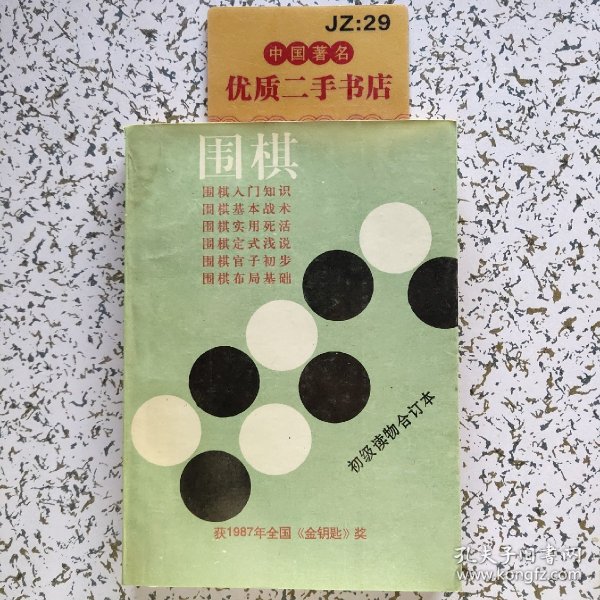 JZ:29
中国著名
优质二手书店
围棋
围棋入门知识
围棋基本战术
围棋实用死活
围棋定式浅说
围棋官子初步
围棋布局基础
初级读物合订本
获1987年全国《金钥匙》奖
孔夫子旧书网
www.kongfz.com